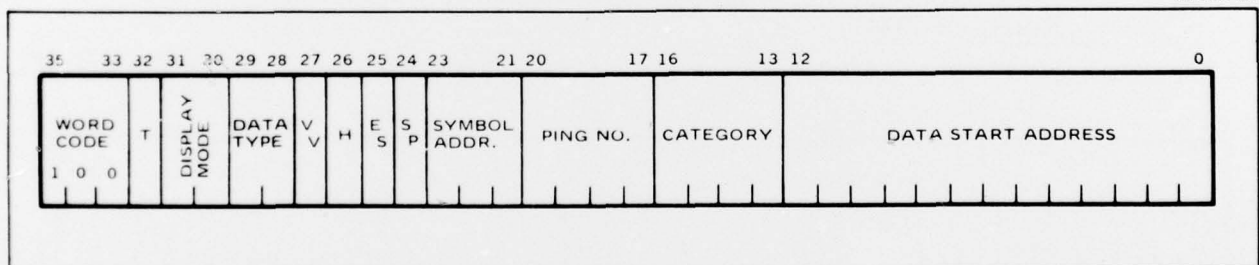 35 33 32 31 30 29 28 27 26 25 24 23 21 20 17 16 13 12 0
WORD CODE
1 0 0
T
DISPLAY MODE
DATA TYPE
V V
H
E S
S P
SYMBOL ADDR.
PING NO.
CATEGORY
DATA START ADDRESS